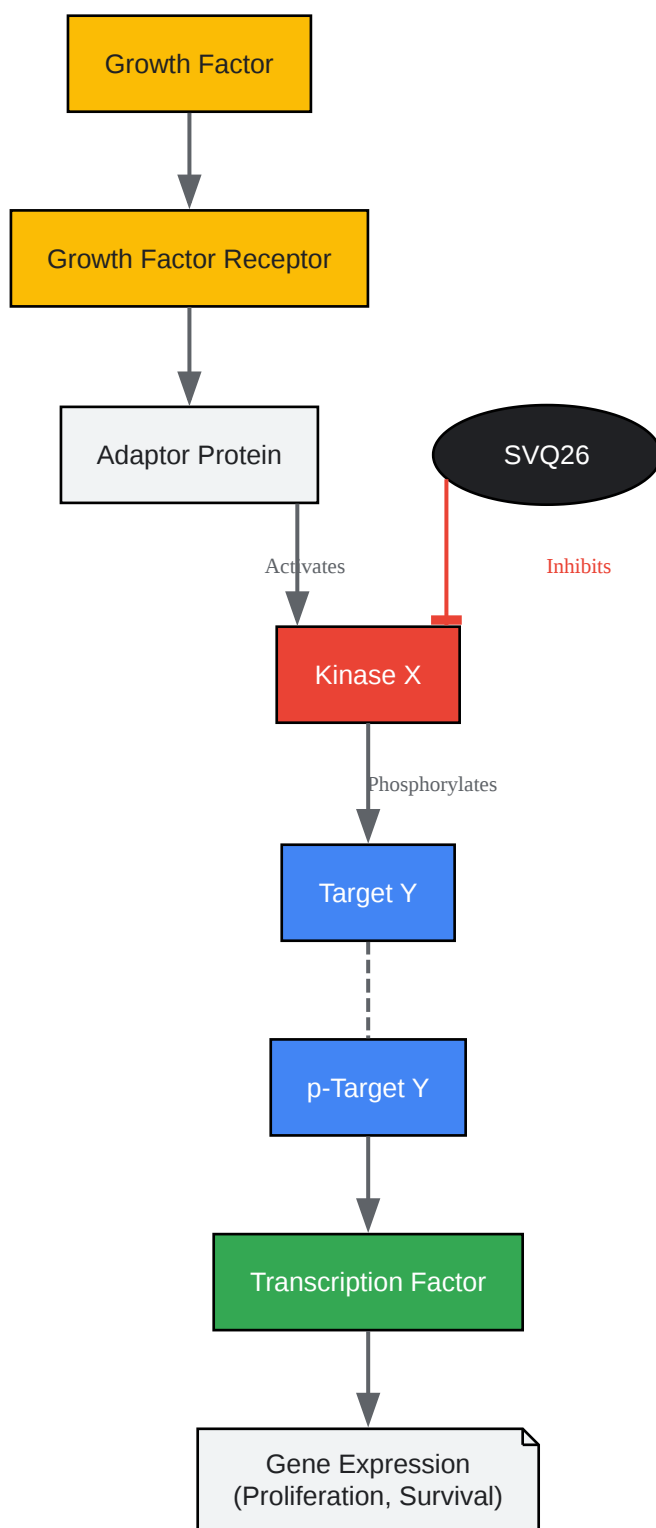 Growth Factor
Growth Factor Receptor
Adaptor Protein
SVQ26
Activates
Inhibits
Kinase X
Phosphorylates
Target Y
p-Target Y
Transcription Factor
Gene Expression
(Proliferation, Survival)